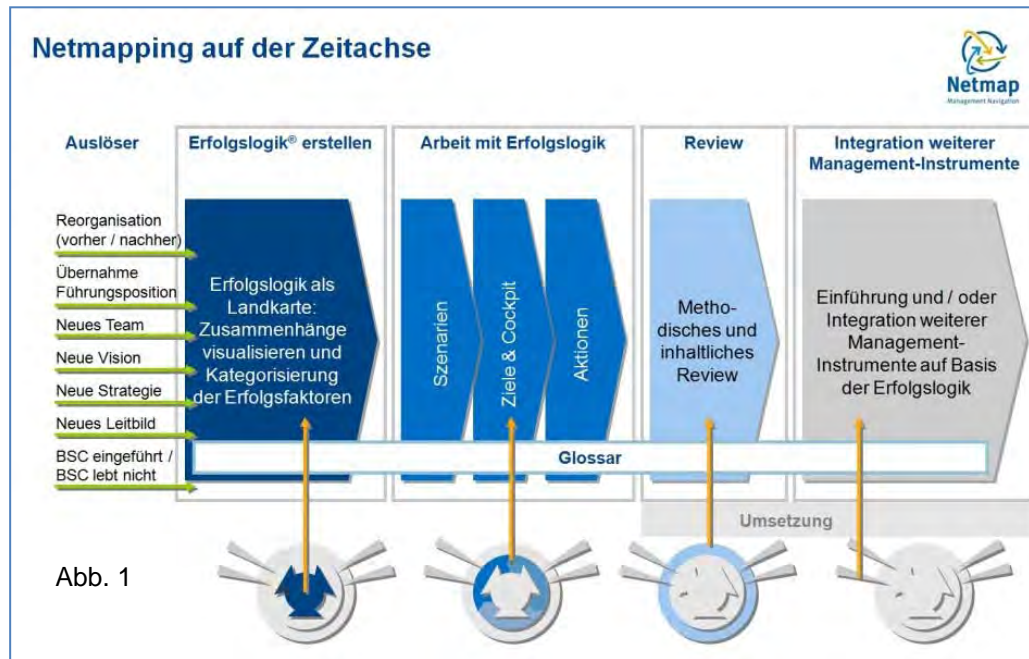 Netmapping auf der Zeitachse
Netmap
Management Navigation
Auslöser
Reorganisation
(vorher / nachher)
Übernahme
Führungsposition
Neues Team
Neue Vision
Neue Strategie
Neues Leitbild
BSC eingeführt /
BSC lebt nicht
Erfolgslogik® erstellen
Erfolgslogik als
Landkarte:
Zusammenhänge
visualisieren und
Kategorisierung
der Erfolgsfaktoren
Arbeit mit Erfolgslogik
Szenarien
Ziele & Cockpit
Aktionen
Review
Metho-
disches und
inhaltliches
Review
Integration weiterer
Management-Instrumente
Einführung und / oder
Integration weiterer
Management-
Instrumente auf Basis
der Erfolgslogik
Glossar
Umsetzung
Abb. 1